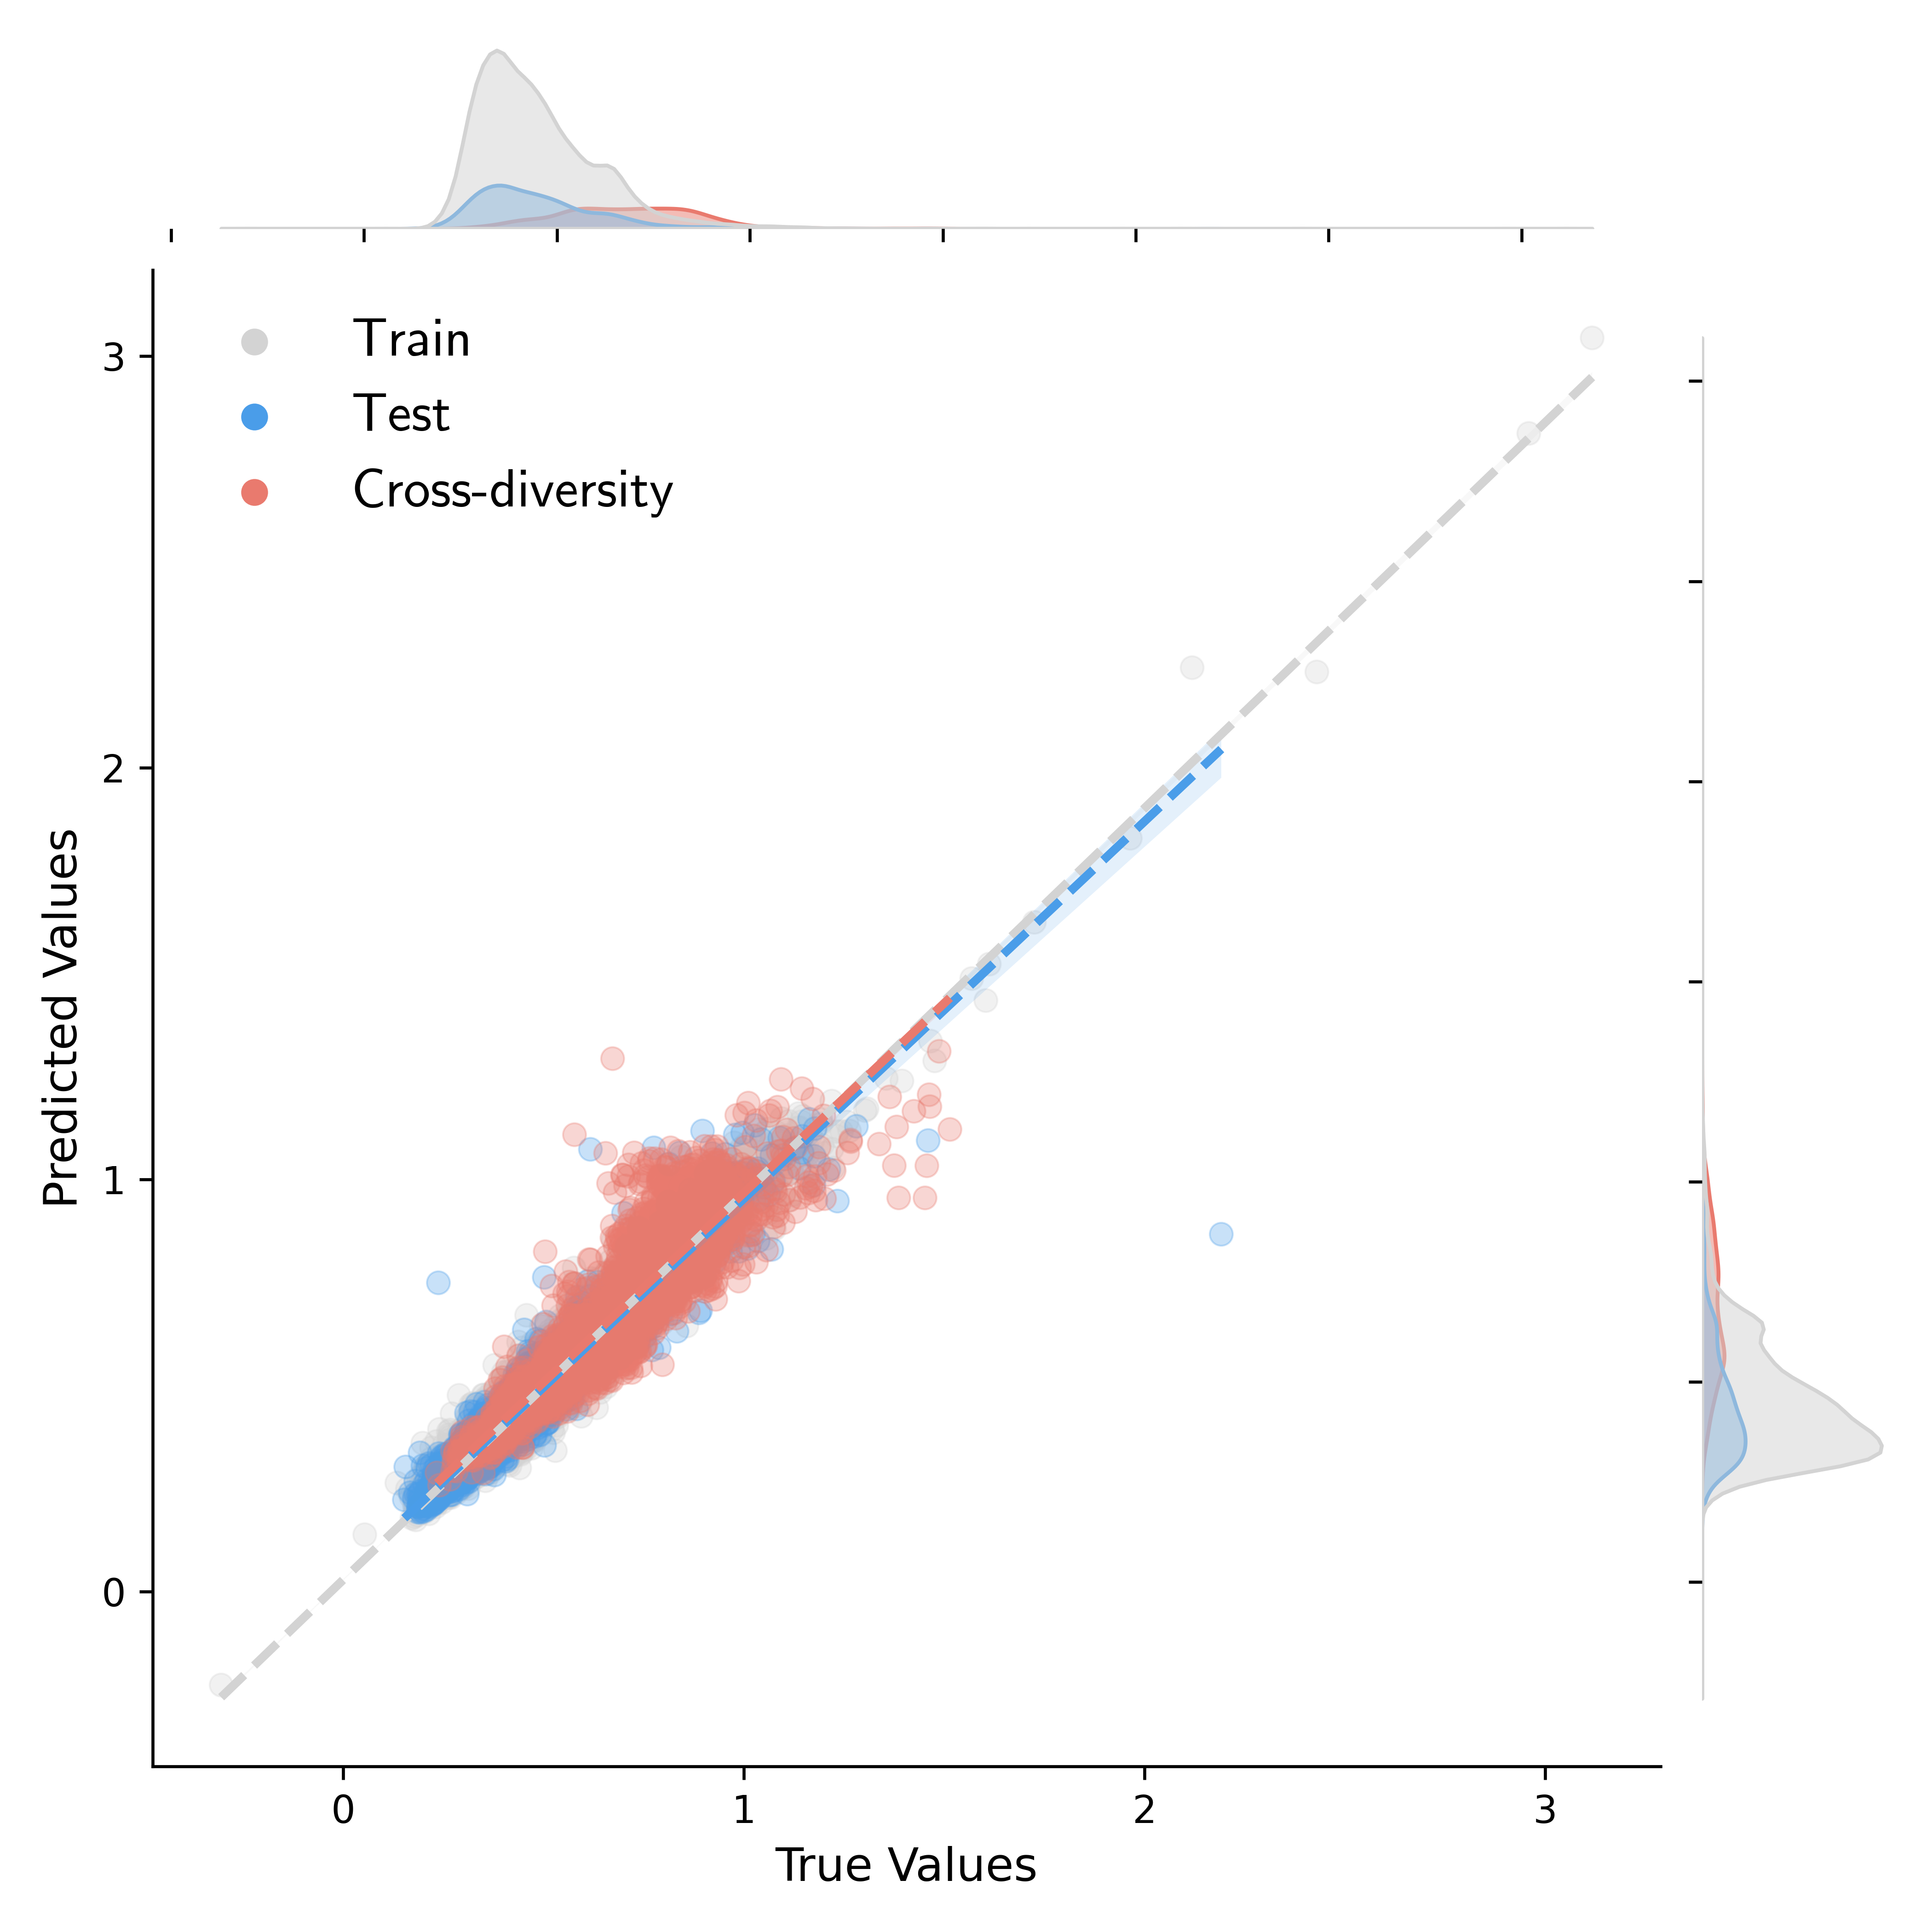 Train
Test
Cross-diversity
3
2
1
0
Predicted Values
0 1 2 3
True Values